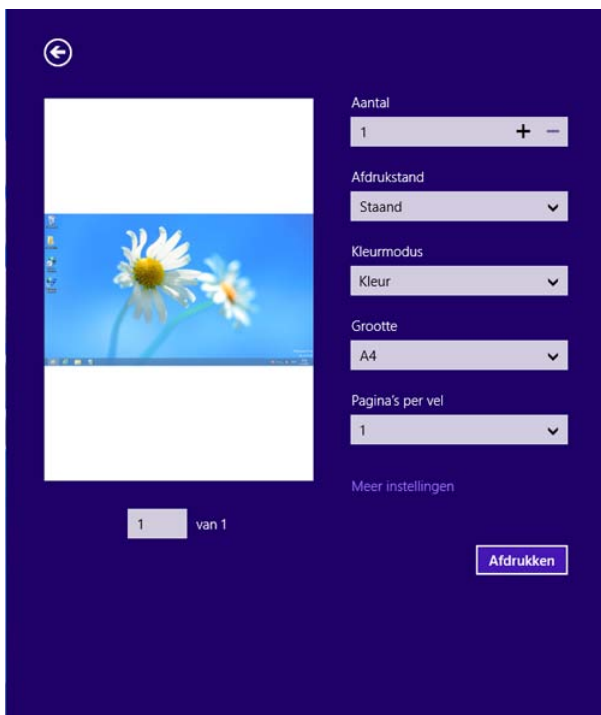 Aantal
1
Afdrukstand
Staand
Kleurmodus
Kleur
Grootte
A4
Pagina's per vel
1
Meer instellingen
1 van 1
Afdrukken